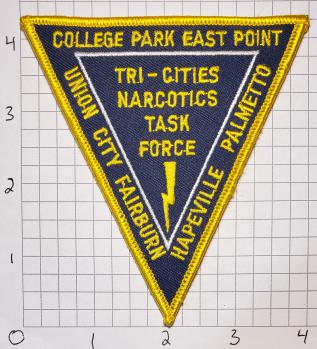 COLLEGE PARK EAST POINT
TRI-CITIES
NARCOTICS
TASK
FORCE
UNION CITY FAIRBURN
HAPEVILLE PALMETTO
4
3
2
1
0 1 2 3 4